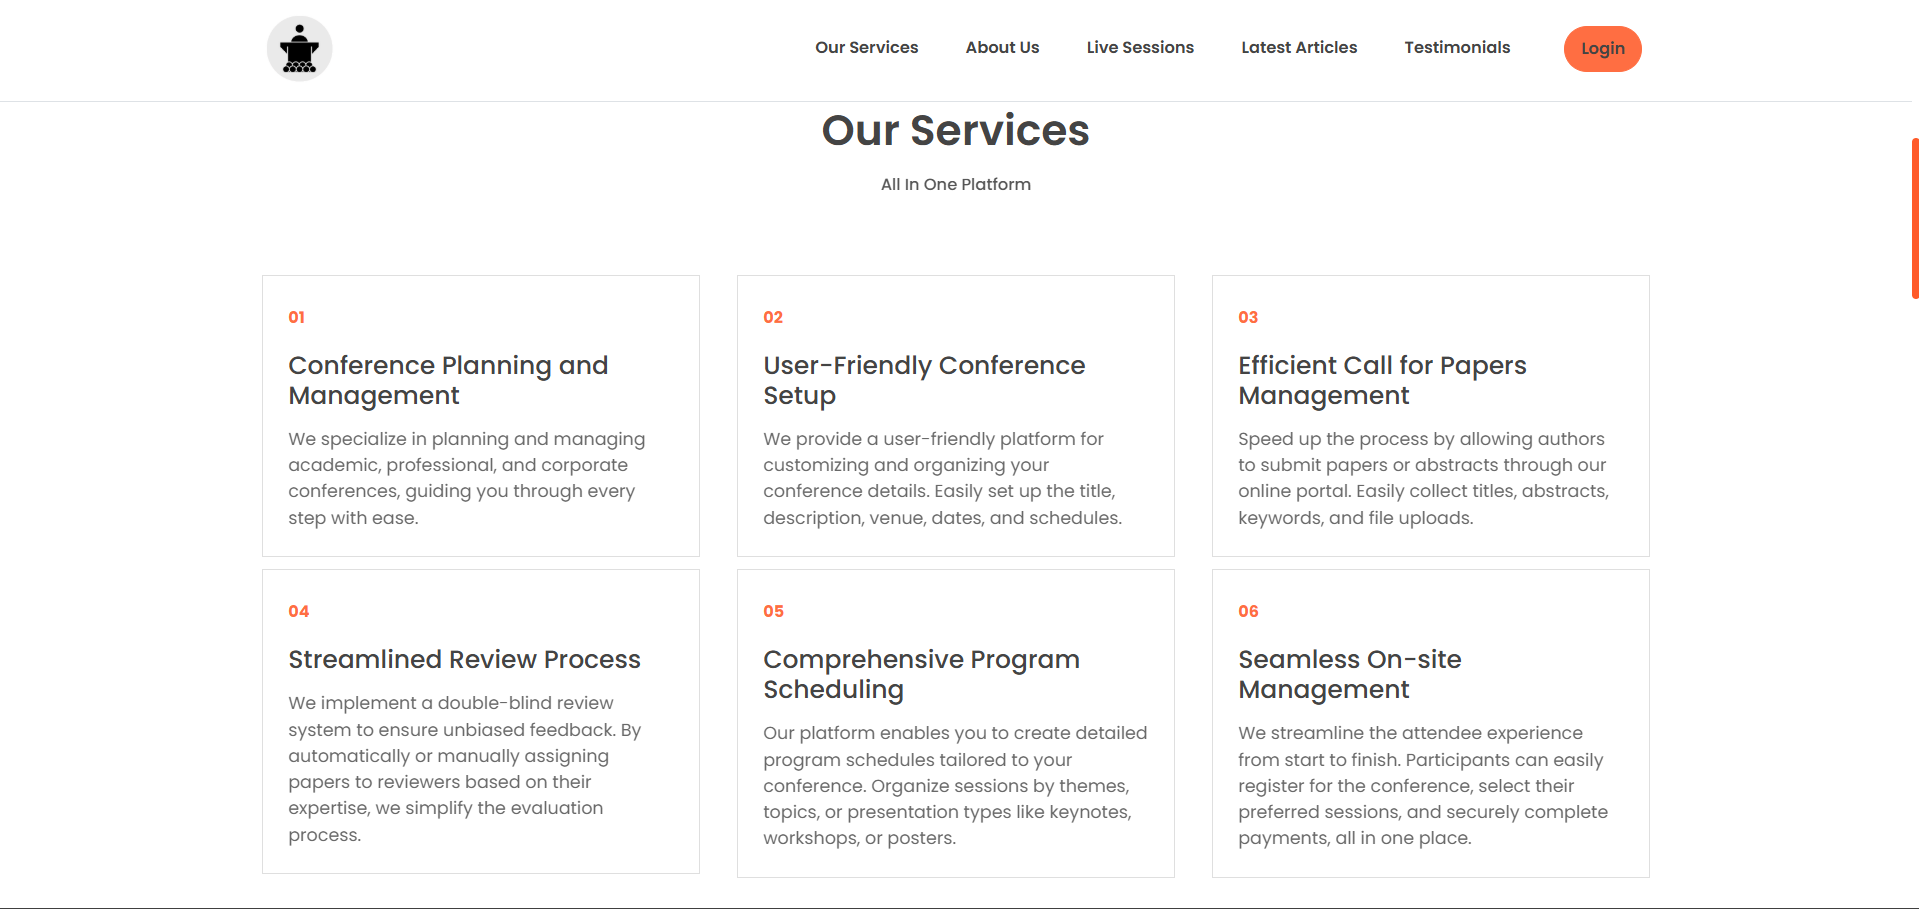 Our Services
About Us
Live Sessions
Latest Articles
Testimonials
Login
Our Services
All In One Platform
01
Conference Planning and
Management
We specialize in planning and managing
academic, professional, and corporate
conferences, guiding you through every
step with ease.
02
User-Friendly Conference
Setup
We provide a user-friendly platform for
customizing and organizing your
conference details. Easily set up the title,
description, venue, dates, and schedules.
03
Efficient Call for Papers
Management
Speed up the process by allowing authors
to submit papers or abstracts through our
online portal. Easily collect titles, abstracts,
keywords, and file uploads.
04
Streamlined Review Process
We implement a double-blind review
system to ensure unbiased feedback. By
automatically or manually assigning
papers to reviewers based on their
expertise, we simplify the evaluation
process.
05
Comprehensive Program
Scheduling
Our platform enables you to create detailed
program schedules tailored to your
conference. Organize sessions by themes,
topics, or presentation types like keynotes,
workshops, or posters.
06
Seamless On-site
Management
We streamline the attendee experience
from start to finish. Participants can easily
register for the conference, select their
preferred sessions, and securely complete
payments, all in one place.